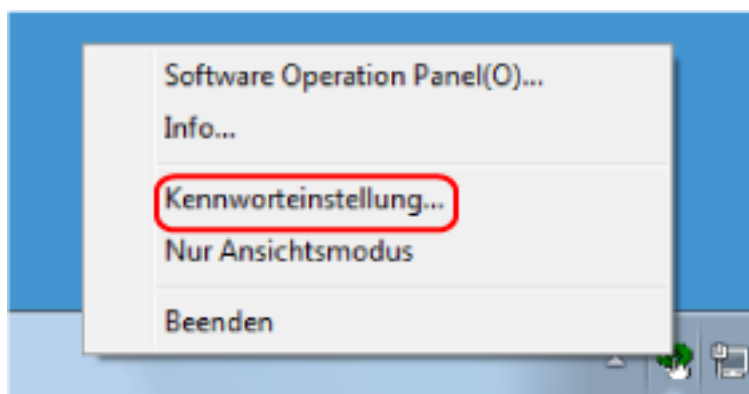 Software Operation Panel(O)...
Info...
Kennworteinstellung...
Nur Ansichtsmodus
Beenden